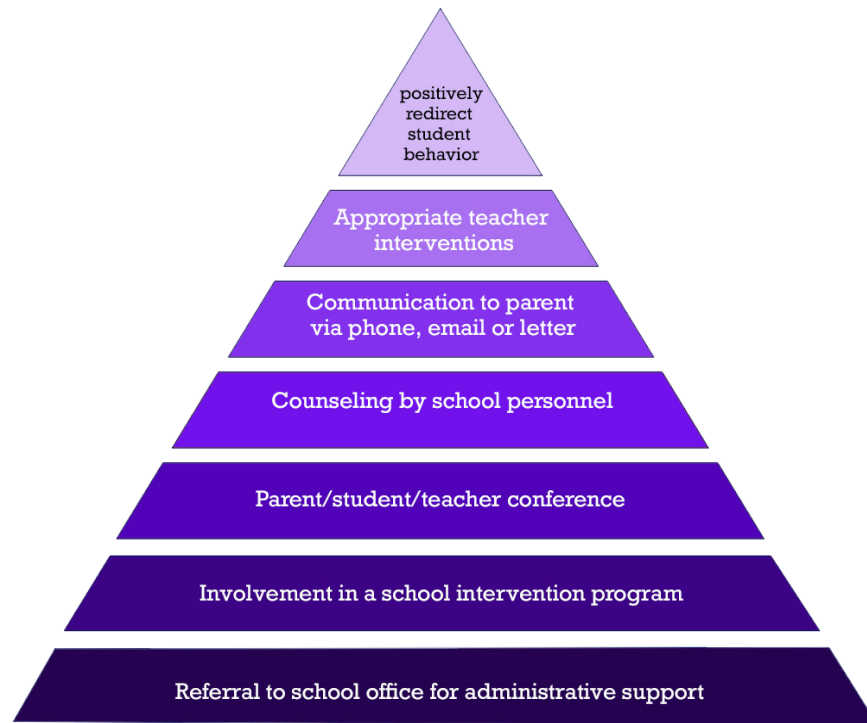 positively
redirect
student
behavior
Appropriate teacher
interventions
Communication to parent
via phone, email or letter
Counseling by school personnel
Parent/student/teacher conference
Involvement in a school intervention program
Referral to school office for administrative support